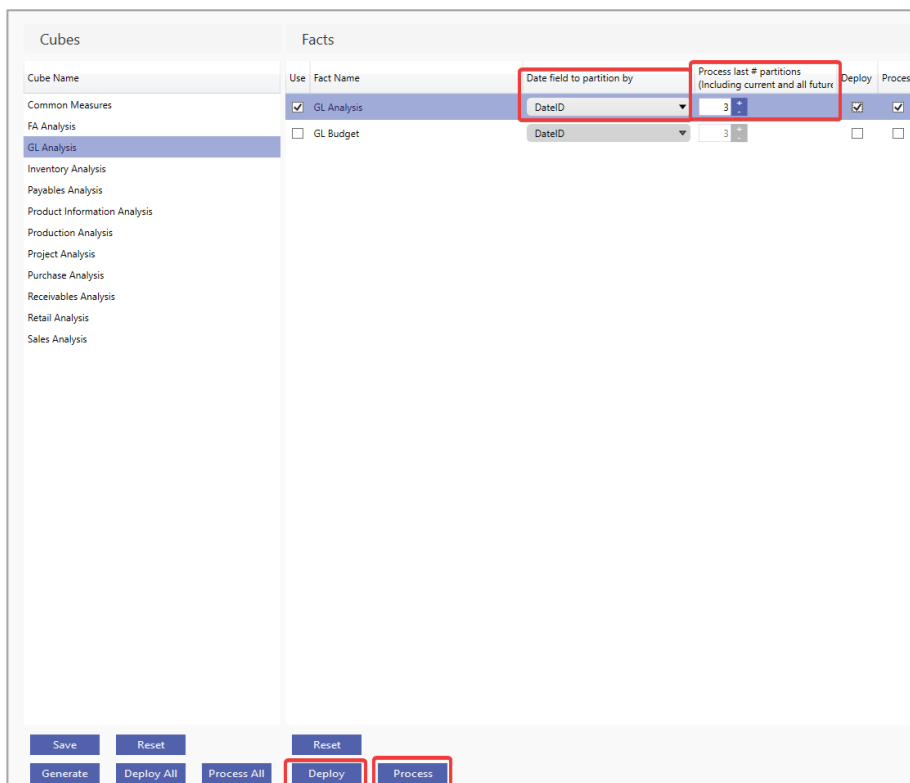 Cubes
Facts
Cube Name
Use Fact Name Date field to partition by Process last # partitions
(Including current and all future Deploy Proces
Common Measures
FA Analysis
GL Analysis
Inventory Analysis
Payables Analysis
Product Information Analysis
Production Analysis
Project Analysis
Purchase Analysis
Receivables Analysis
Retail Analysis
Sales Analysis
GL Analysis DateID 3
GL Budget DateID 3
Save Reset
Generate Deploy All Process All
Reset
Deploy Process